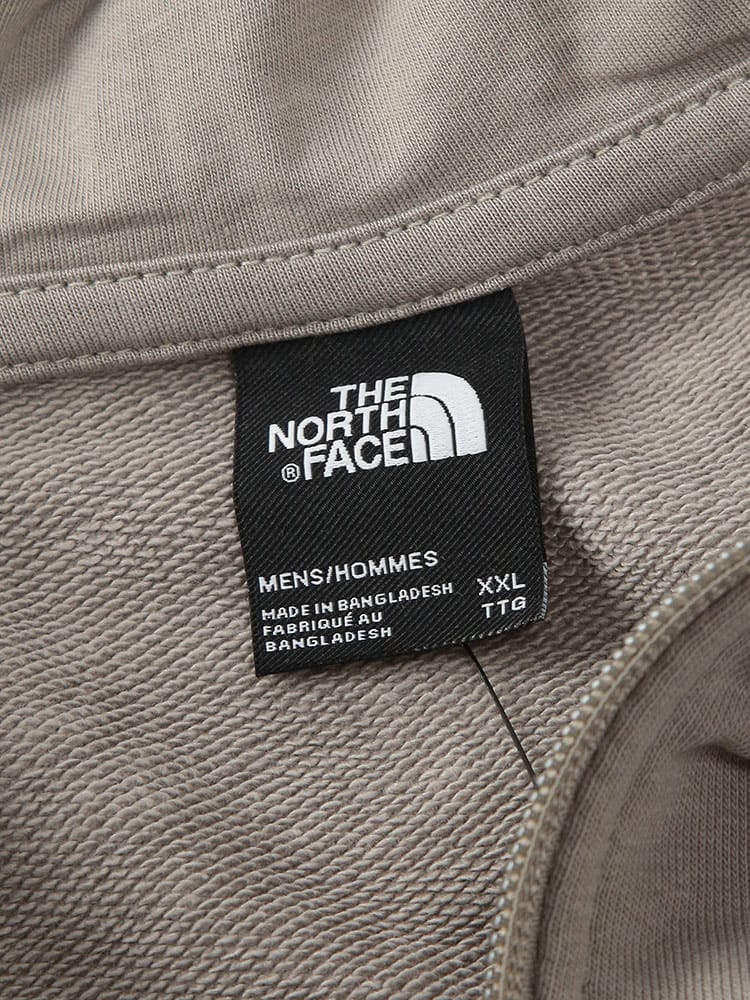 THE
NORTH
® FACE
MENS/HOMMES
MADE IN BANGLADESH
FABRIQUÉ AU
BANGLADESH
XXL
TTG